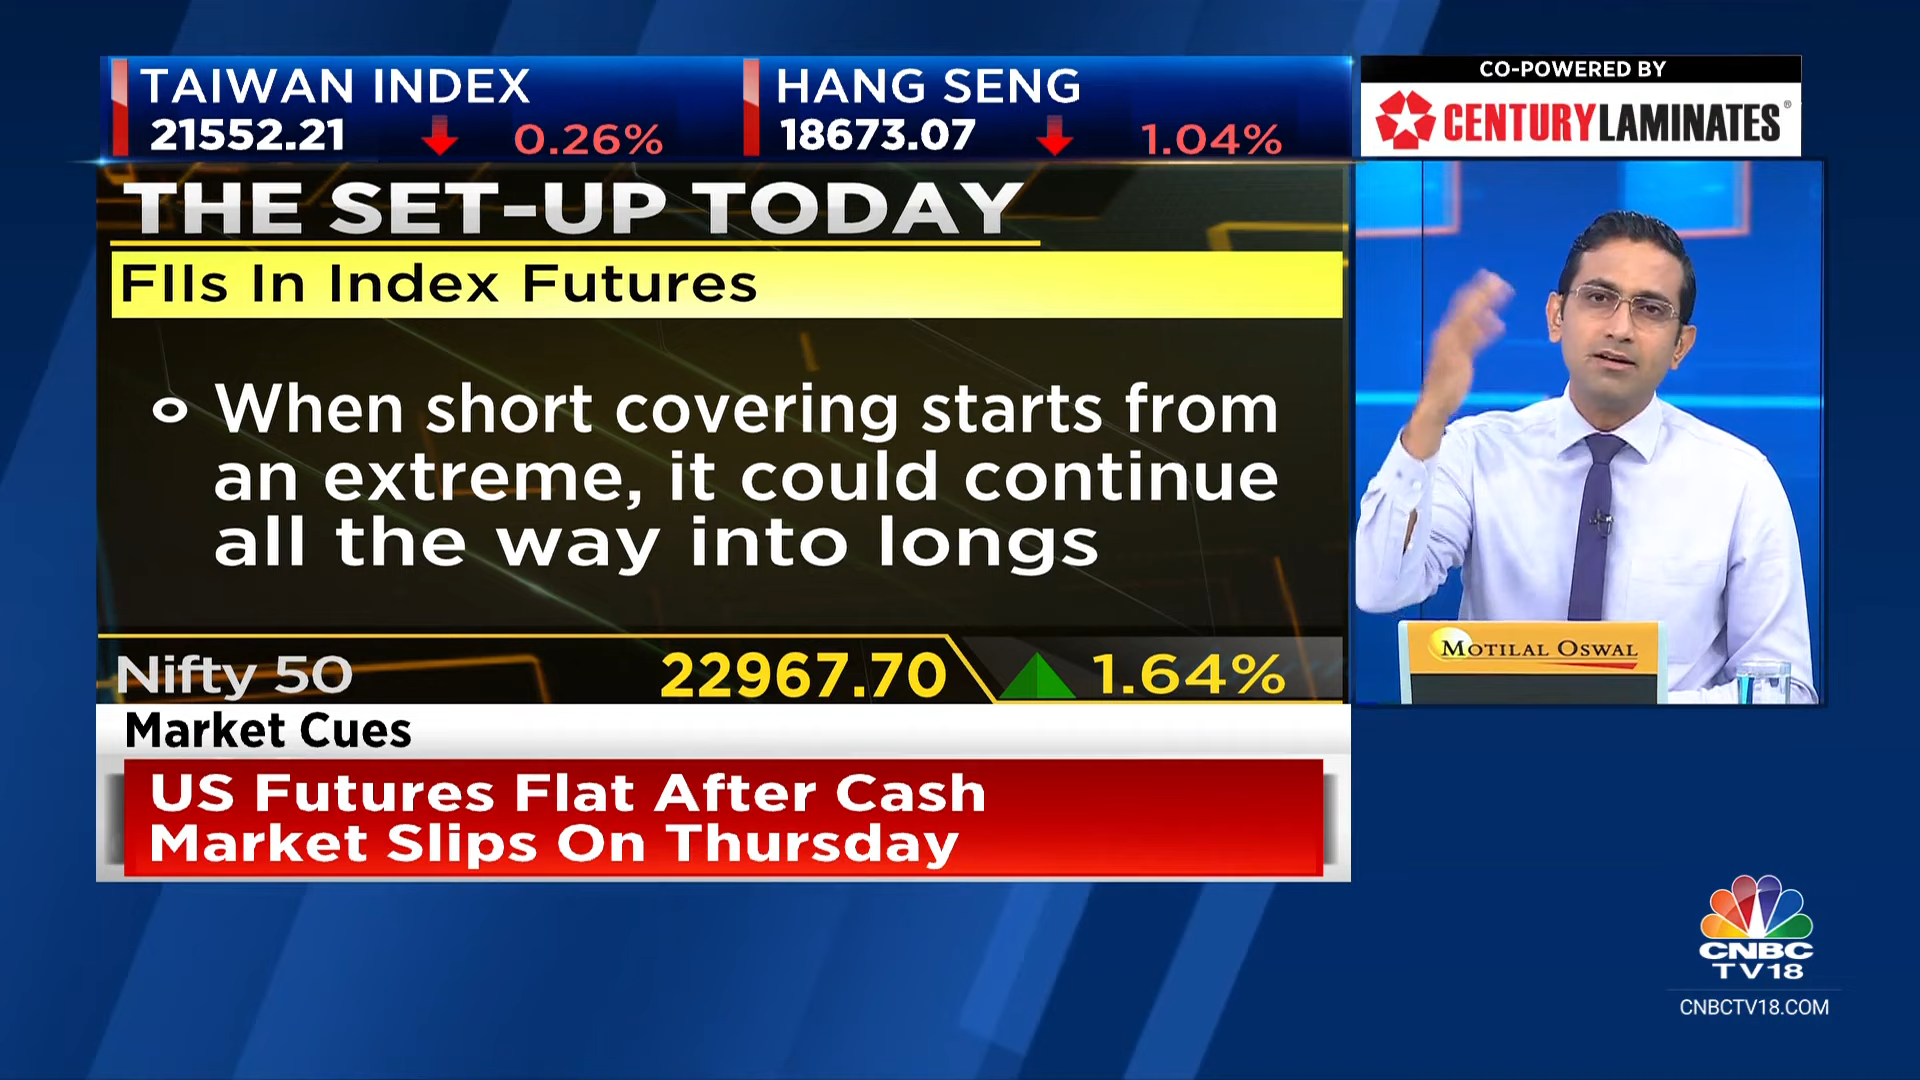 TAIWAN INDEX
21552.21 0.26%
HANG SENG
18673.07 1.04%
CO-POWERED BY
CENTURYLAMINATES®
THE SET-UP TODAY
FIIs In Index Futures
o When short covering starts from
an extreme, it could continue
all the way into longs
Nifty 50 22967.70 1.64%
MOTILAL OSWAL
Market Cues
US Futures Flat After Cash
Market Slips On Thursday
CNBC
TV18
CNBCTV18.COM